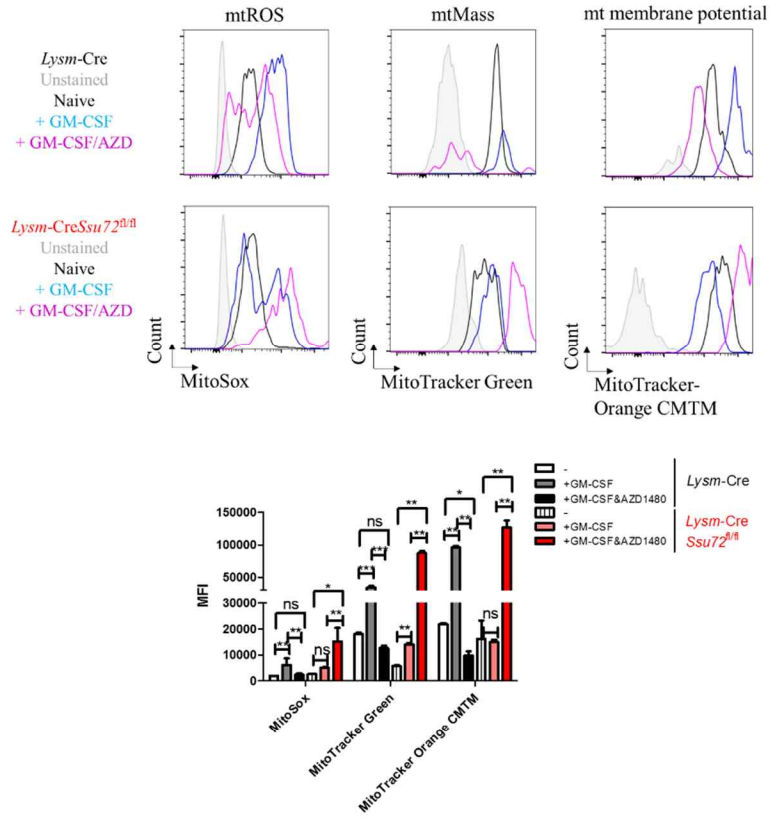 mtROS
mtMass
mt membrane potential
Lysm-Cre
Unstained
Naive
+ GM-CSF
+ GM-CSF/AZD
Lysm-CreSsu72fl/fl
Unstained
Naive
+ GM-CSF
+ GM-CSF/AZD
Count
MitoSox
Count
MitoTracker Green
Count
MitoTracker-
Orange CMTM
-
+GM-CSF
+GM-CSF&AZD1480
Lysm-Cre
-
+GM-CSF
+GM-CSF&AZD1480
Lysm-Cre
Ssu72fl/fl
MFI
150000
100000
50000
30000
20000
10000
0
ns
**
**
*
ns
**
ns
***
***
**
**
**
*
**
**
**
ns
**
MitoSox
MitoTracker Green
MitoTracker Orange CMTM